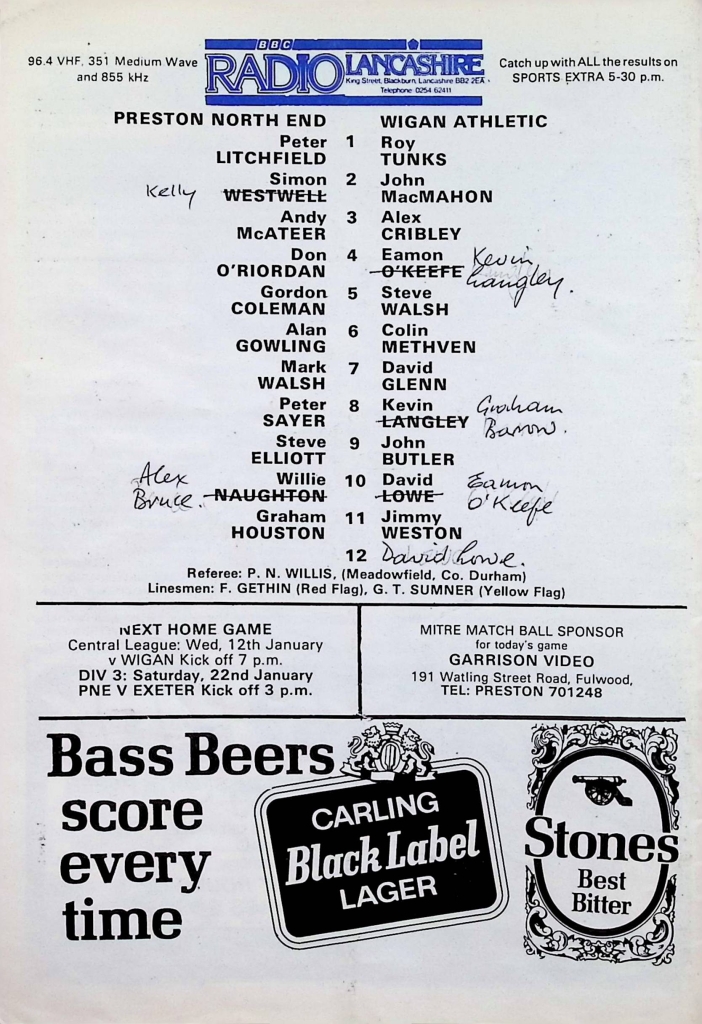 96.4 VHF, 351 Medium Wave
and 855 kHz
BBC
RADIO LANCASHIRE
King Street, Blackburn, Lancashire BB2 2EA
Telephone 0254 62411
Catch up with ALL the results on
SPORTS EXTRA 5-30 p.m.
PRESTON NORTH END WIGAN ATHLETIC
Peter 1 Roy
LITCHFIELD TUNKS
Simon 2 John
Kelly WESTWELL MacMAHON
Andy 3 Alex
McATEER CRIBLEY
Don 4 Eamon Kevin
O'RIORDAN O'KEEFE Langley.
Gordon 5 Steve
COLEMAN WALSH
Alan 6 Colin
GOWLING METHVEN
Mark 7 David
WALSH GLENN
Peter 8 Kevin Graham
SAYER LANGLEY Barrow.
Steve 9 John
ELLIOTT BUTLER
Alex Willie 10 David Eamon
Bruce. NAUGHTON LOWE O'Keefe
Graham 11 Jimmy
HOUSTON WESTON
12 David Lowe.
Referee: P. N. WILLIS, (Meadowfield, Co. Durham)
Linesmen: F. GETHIN (Red Flag), G. T. SUMNER (Yellow Flag)
NEXT HOME GAME
Central League: Wed, 12th January
v WIGAN Kick off 7 p.m.
DIV 3: Saturday, 22nd January
PNE V EXETER Kick off 3 p.m.
MITRE MATCH BALL SPONSOR
for today's game
GARRISON VIDEO
191 Watling Street Road, Fulwood,
TEL: PRESTON 701248
Bass Beers
score
every
time
CARLING
Black Label
LAGER
Stones
Best
Bitter